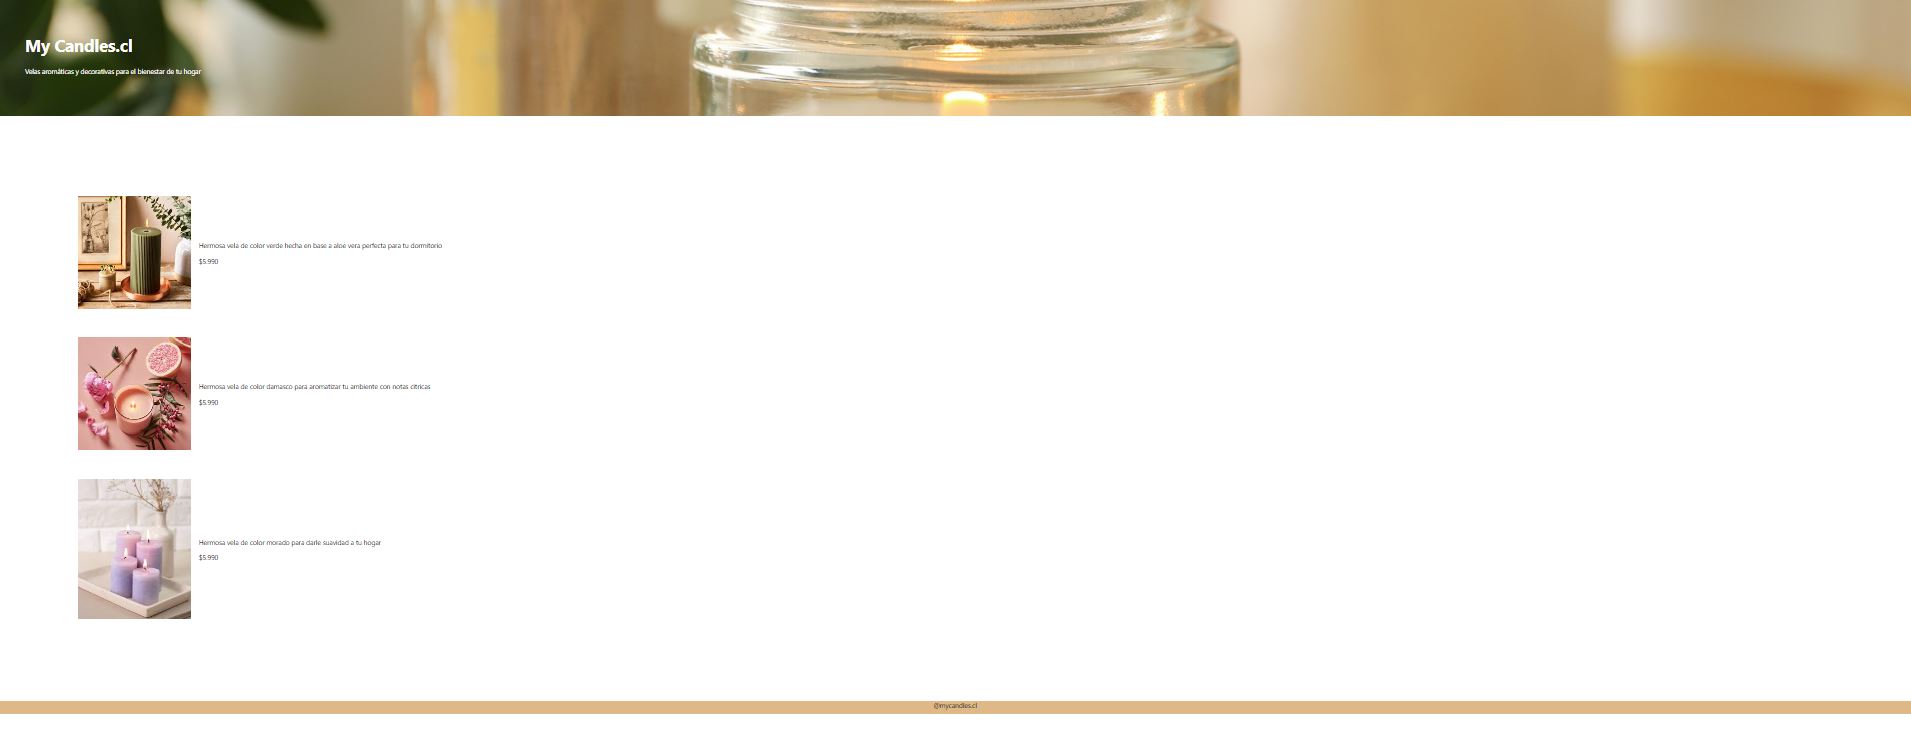 My Candles.cl
Velas aromáticas y decorativas para el bienestar de tu hogar
Hermosa vela de color verde hecha en base a aloe vera perfecta para tu dormitorio
$5.990
Hermosa vela de color damasco para aromatizar tu ambiente con notas citricas
$5.990
Hermosa vela de color morado para darle suavidad a tu hogar
$5.990
@mycandles.cl